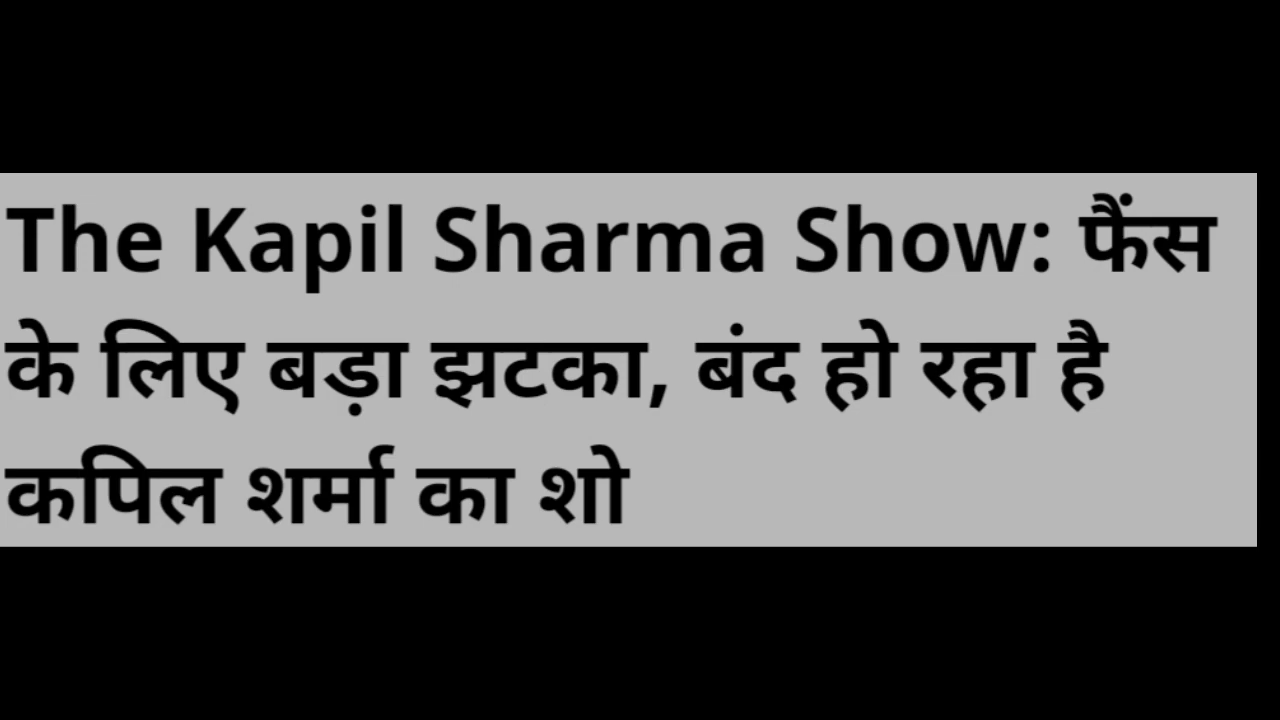 The Kapil Sharma Show: फैंस
के लिए बड़ा झटका, बंद हो रहा है
कपिल शर्मा का शो